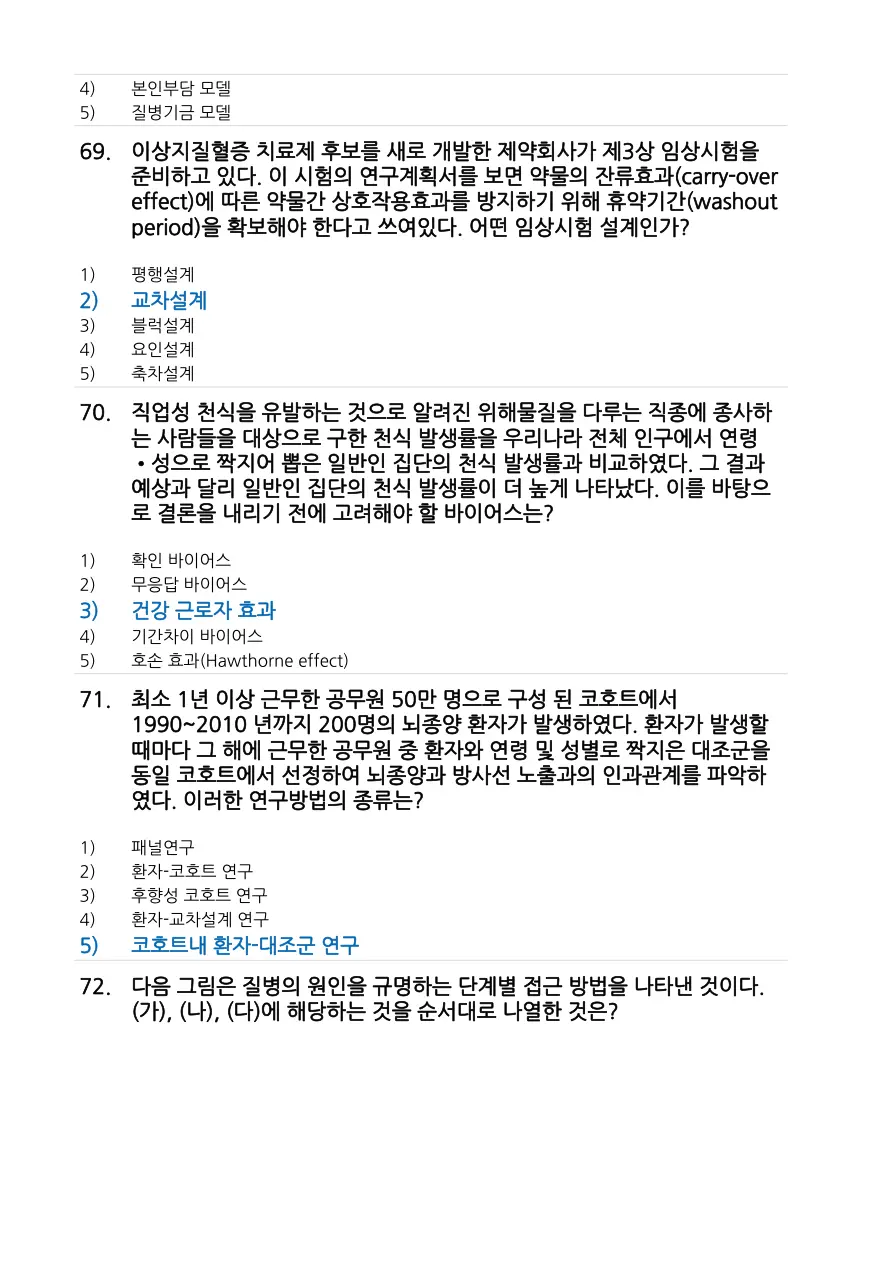 4) 본인부담 모델
5) 질병기금 모델
69. 이상지질혈증 치료제 후보를 새로 개발한 제약회사가 제3상 임상시험을
준비하고 있다. 이 시험의 연구계획서를 보면 약물의 잔류효과(carry-over
effect)에 따른 약물간 상호작용효과를 방지하기 위해 휴약기간(washout
period)을 확보해야 한다고 쓰여있다. 어떤 임상시험 설계인가?
1) 평행설계
2) 교차설계
3) 블럭설계
4) 요인설계
5) 축차설계
70. 직업성 천식을 유발하는 것으로 알려진 위해물질을 다루는 직종에 종사하
는 사람들을 대상으로 구한 천식 발생률을 우리나라 전체 인구에서 연령
•성으로 짝지어 뽑은 일반인 집단의 천식 발생률과 비교하였다. 그 결과
예상과 달리 일반인 집단의 천식 발생률이 더 높게 나타났다. 이를 바탕으
로 결론을 내리기 전에 고려해야 할 바이어스는?
1) 확인 바이어스
2) 무응답 바이어스
3) 건강 근로자 효과
4) 기간차이 바이어스
5) 호손 효과(Hawthorne effect)
71. 최소 1년 이상 근무한 공무원 50만 명으로 구성 된 코호트에서
1990~2010 년까지 200명의 뇌종양 환자가 발생하였다. 환자가 발생할
때마다 그 해에 근무한 공무원 중 환자와 연령 및 성별로 짝지은 대조군을
동일 코호트에서 선정하여 뇌종양과 방사선 노출과의 인과관계를 파악하
였다. 이러한 연구방법의 종류는?
1) 패널연구
2) 환자-코호트 연구
3) 후향성 코호트 연구
4) 환자-교차설계 연구
5) 코호트내 환자-대조군 연구
72. 다음 그림은 질병의 원인을 규명하는 단계별 접근 방법을 나타낸 것이다.
(가), (나), (다)에 해당하는 것을 순서대로 나열한 것은?